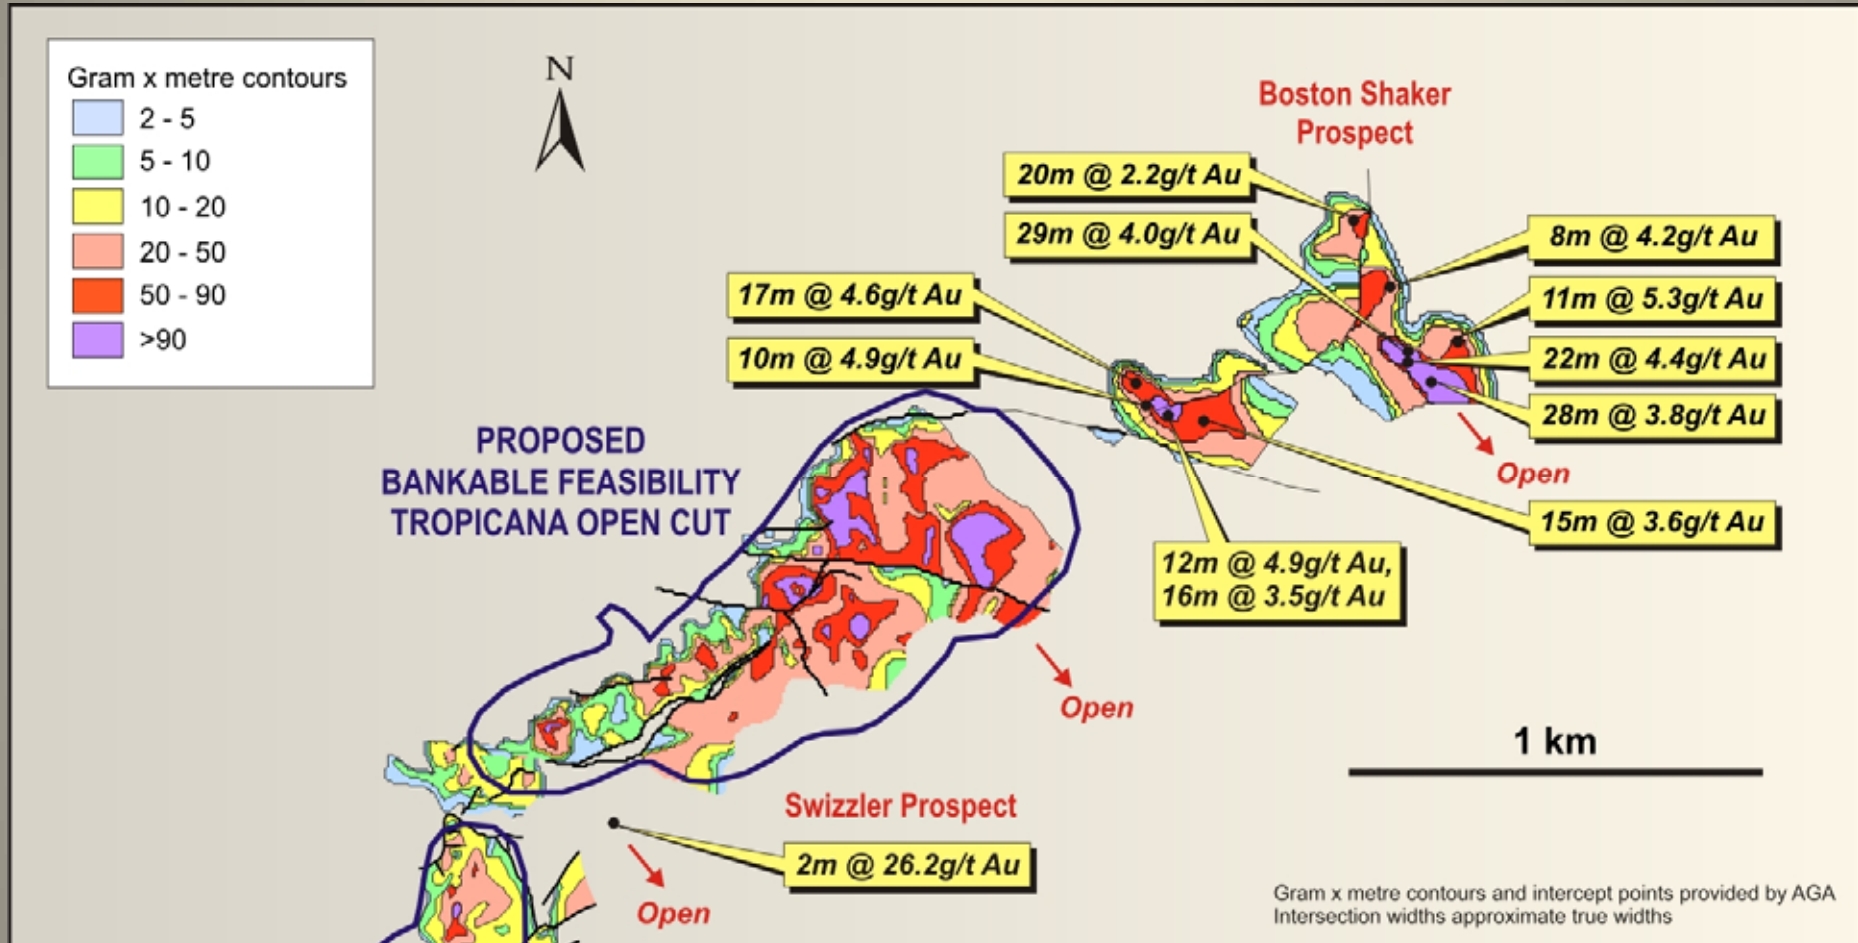 Gram x metre contours
2 - 5
5 - 10
10 - 20
20 - 50
50 - 90
>90
N
Boston Shaker
Prospect
20m @ 2.2g/t Au
29m @ 4.0g/t Au
8m @ 4.2g/t Au
17m @ 4.6g/t Au
11m @ 5.3g/t Au
10m @ 4.9g/t Au
22m @ 4.4g/t Au
28m @ 3.8g/t Au
PROPOSED
BANKABLE FEASIBILITY
TROPICANA OPEN CUT
Open
15m @ 3.6g/t Au
12m @ 4.9g/t Au,
16m @ 3.5g/t Au
Open
1 km
Swizzler Prospect
2m @ 26.2g/t Au
Open
Gram x metre contours and intercept points provided by AGA
Intersection widths approximate true widths